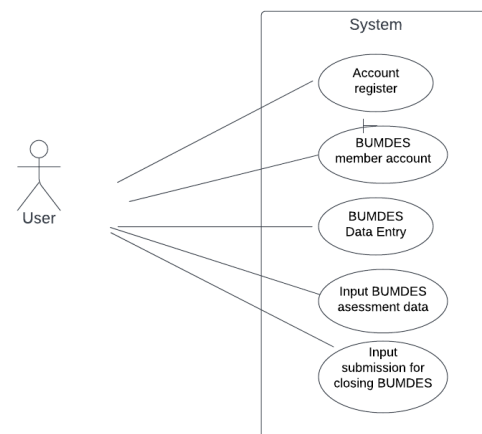 System
Account
register
BUMDES
member account
User
BUMDES
Data Entry
Input BUMDES
asessment data
Input
submission for
closing BUMDES